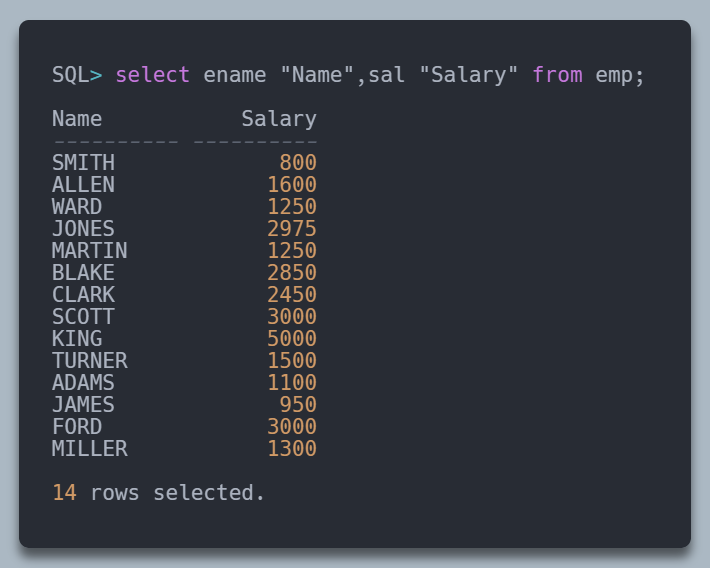 SQL> select ename "Name",sal "Salary" from emp;
Name Salary
---------- ----------
SMITH 800
ALLEN 1600
WARD 1250
JONES 2975
MARTIN 1250
BLAKE 2850
CLARK 2450
SCOTT 3000
KING 5000
TURNER 1500
ADAMS 1100
JAMES 950
FORD 3000
MILLER 1300
14 rows selected.